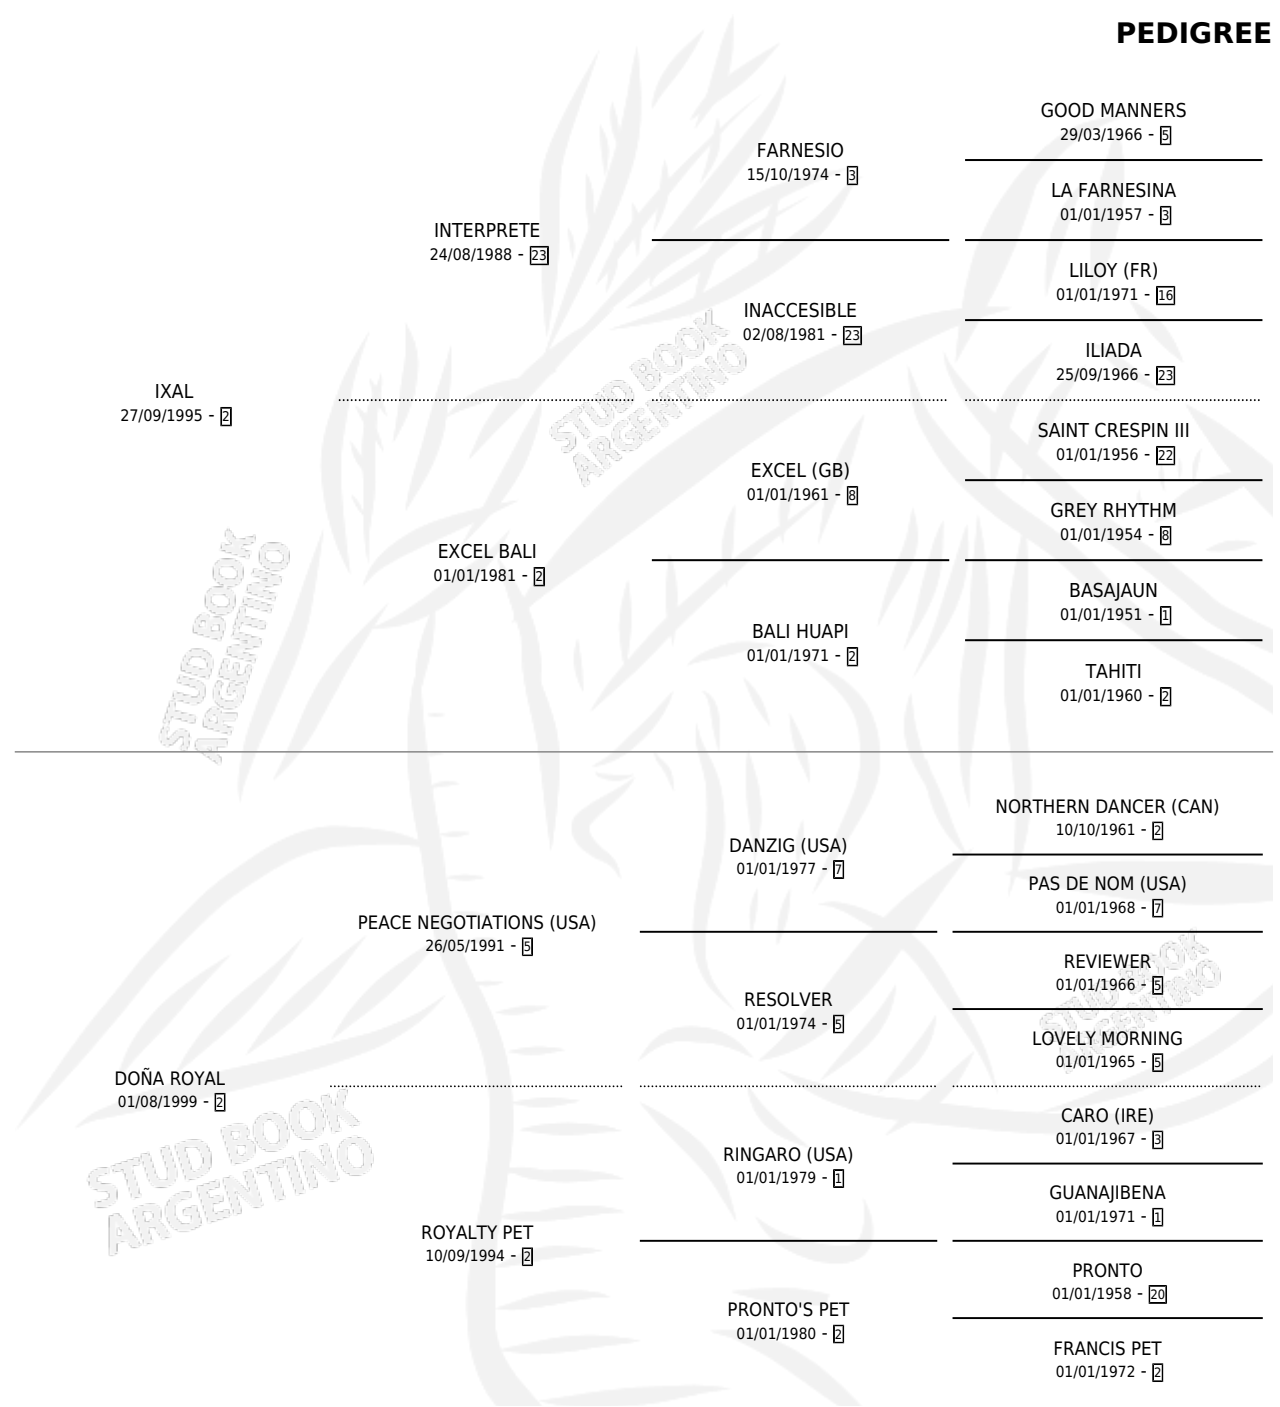 PEDIGREE
GOOD MANNERS
29/03/1966 - 5
FARNESIO
15/10/1974 - 3
LA FARNESINA
01/01/1957 - 3
INTERPRETE
24/08/1988 - 23
LILOY (FR)
01/01/1971 - 16
INACCESIBLE
02/08/1981 - 23
ILIADA
25/09/1966 - 23
IXAL
27/09/1995 - 2
STUD BOOK
ARGENTINO
SAINT CRESPIN III
01/01/1956 - 22
EXCEL (GB)
01/01/1961 - 8
GREY RHYTHM
01/01/1954 - 8
EXCEL BALI
01/01/1981 - 2
BASAJAUN
01/01/1951 - 1
BALI HUAPI
01/01/1971 - 2
TAHITI
01/01/1960 - 2
STUD BOOK
ARGENTINO
NORTHERN DANCER (CAN)
10/10/1961 - 2
DANZIG (USA)
01/01/1977 - 7
PAS DE NOM (USA)
01/01/1968 - 7
PEACE NEGOTIATIONS (USA)
26/05/1991 - 5
REVIEWER
01/01/1966 - 5
RESOLVER
01/01/1974 - 5
LOVELY MORNING
01/01/1965 - 5
STUD BOOK
ARGENTINO
DOÑA ROYAL
01/08/1999 - 2
CARO (IRE)
01/01/1967 - 3
RINGARO (USA)
01/01/1979 - 1
GUANAJIBENA
01/01/1971 - 1
ROYALTY PET
10/09/1994 - 2
PRONTO
01/01/1958 - 20
PRONTO'S PET
01/01/1980 - 2
FRANCIS PET
01/01/1972 - 2
STUD BOOK
ARGENTINO